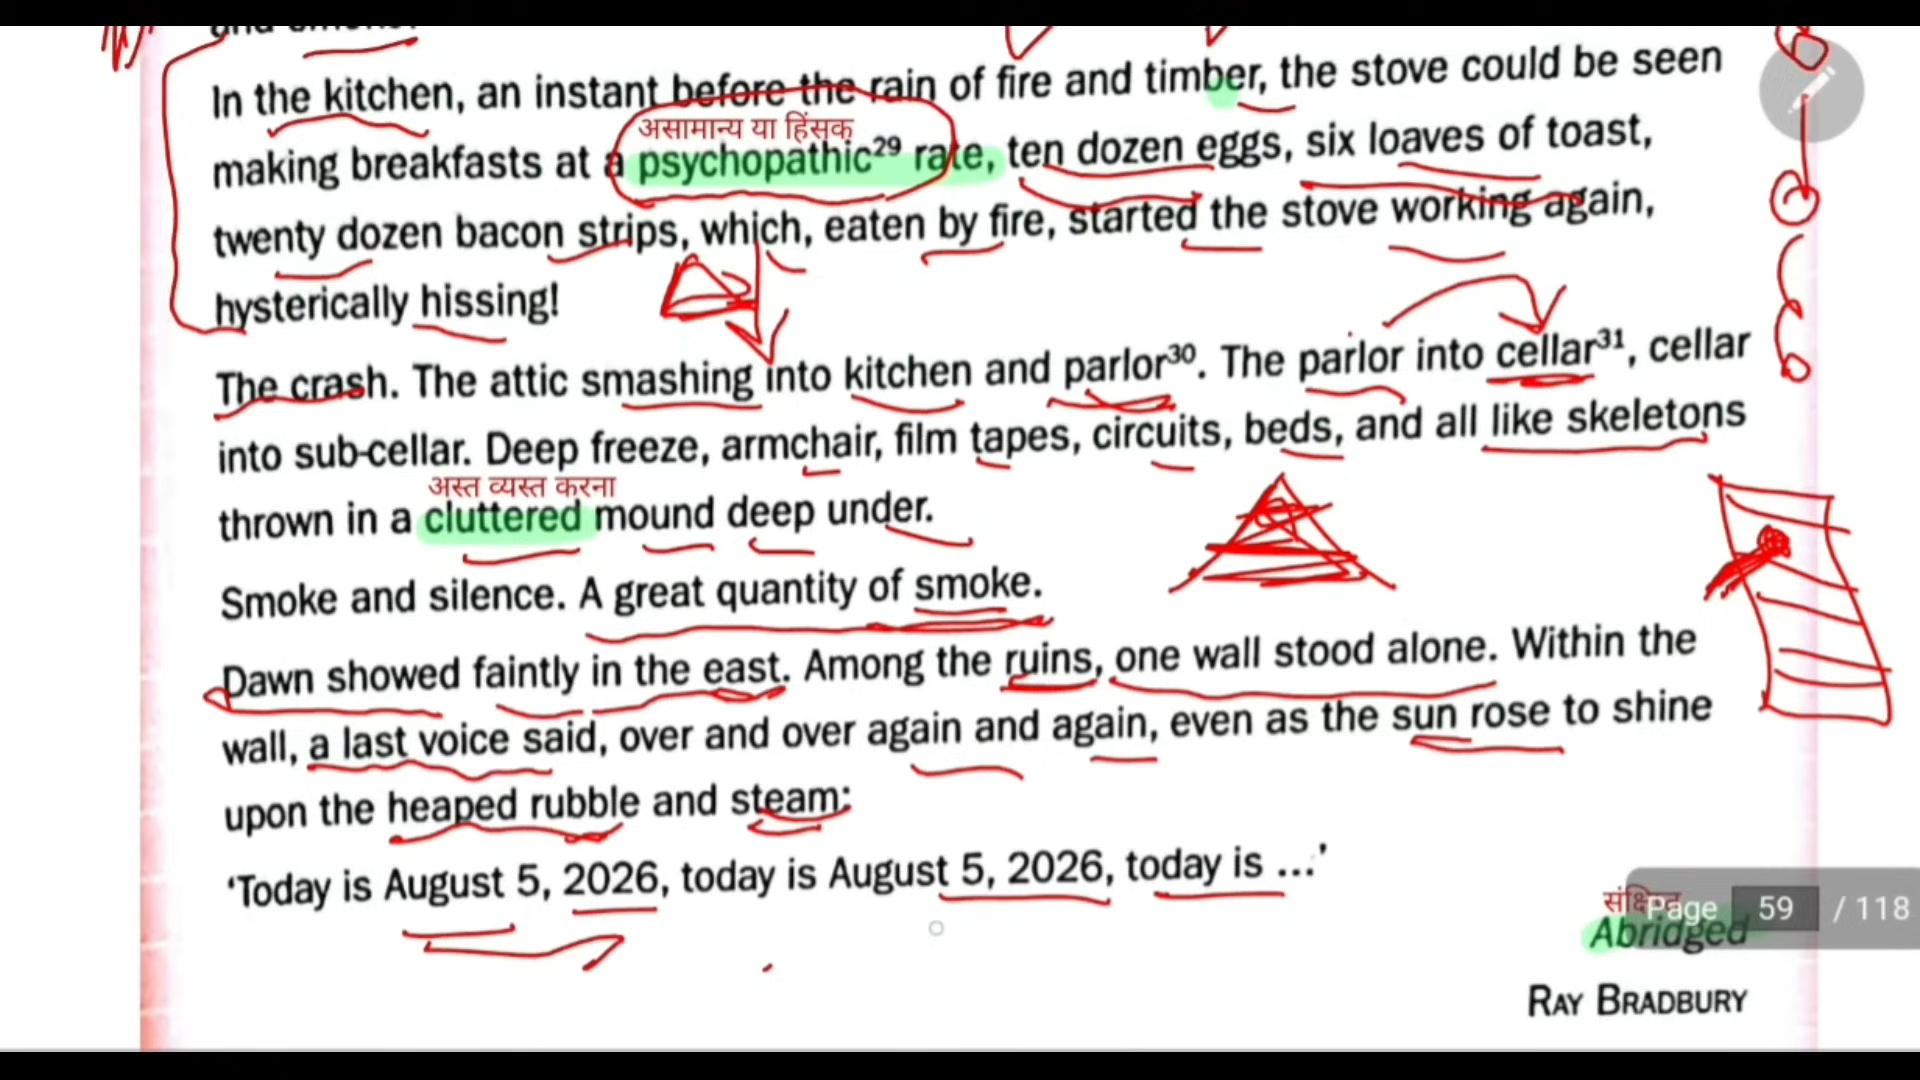 and smoke.
In the kitchen, an instant before the rain of fire and timber, the stove could be seen
असामान्य या हिंसक
making breakfasts at a psychopathic²⁹ rate, ten dozen eggs, six loaves of toast,
twenty dozen bacon strips, which, eaten by fire, started the stove working again,
hysterically hissing!
The crash. The attic smashing into kitchen and parlor³⁰. The parlor into cellar³¹, cellar
into sub-cellar. Deep freeze, armchair, film tapes, circuits, beds, and all like skeletons
अस्त व्यस्त करना
thrown in a cluttered mound deep under.
Smoke and silence. A great quantity of smoke.
Dawn showed faintly in the east. Among the ruins, one wall stood alone. Within the
wall, a last voice said, over and over again and again, even as the sun rose to shine
upon the heaped rubble and steam:
‘Today is August 5, 2026, today is August 5, 2026, today is ...’
संक्षिप्त
Page 59 / 118
Abridged
RAY BRADBURY